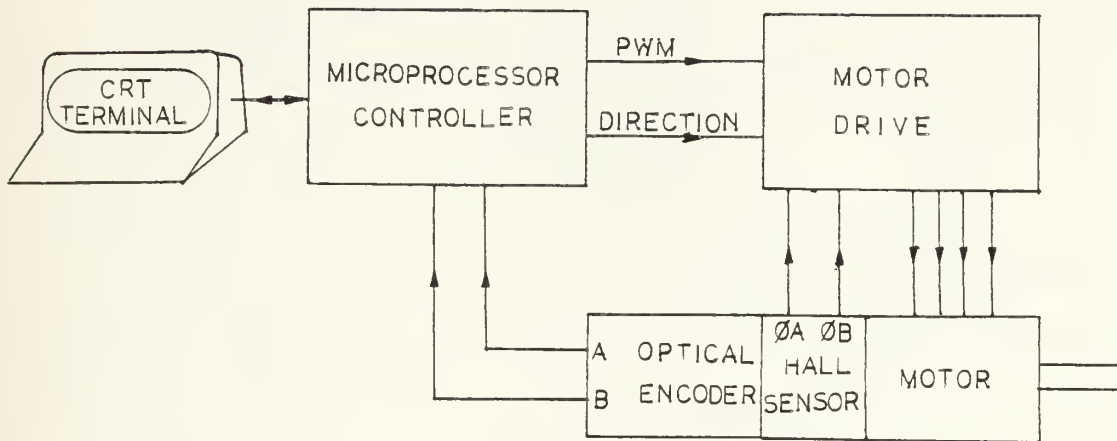 CRT
TERMINAL
MICROPROCESSOR
CONTROLLER
PWM
DIRECTION
MOTOR
DRIVE
A OPTICAL
B ENCODER
ØA ØB
HALL
SENSOR
MOTOR